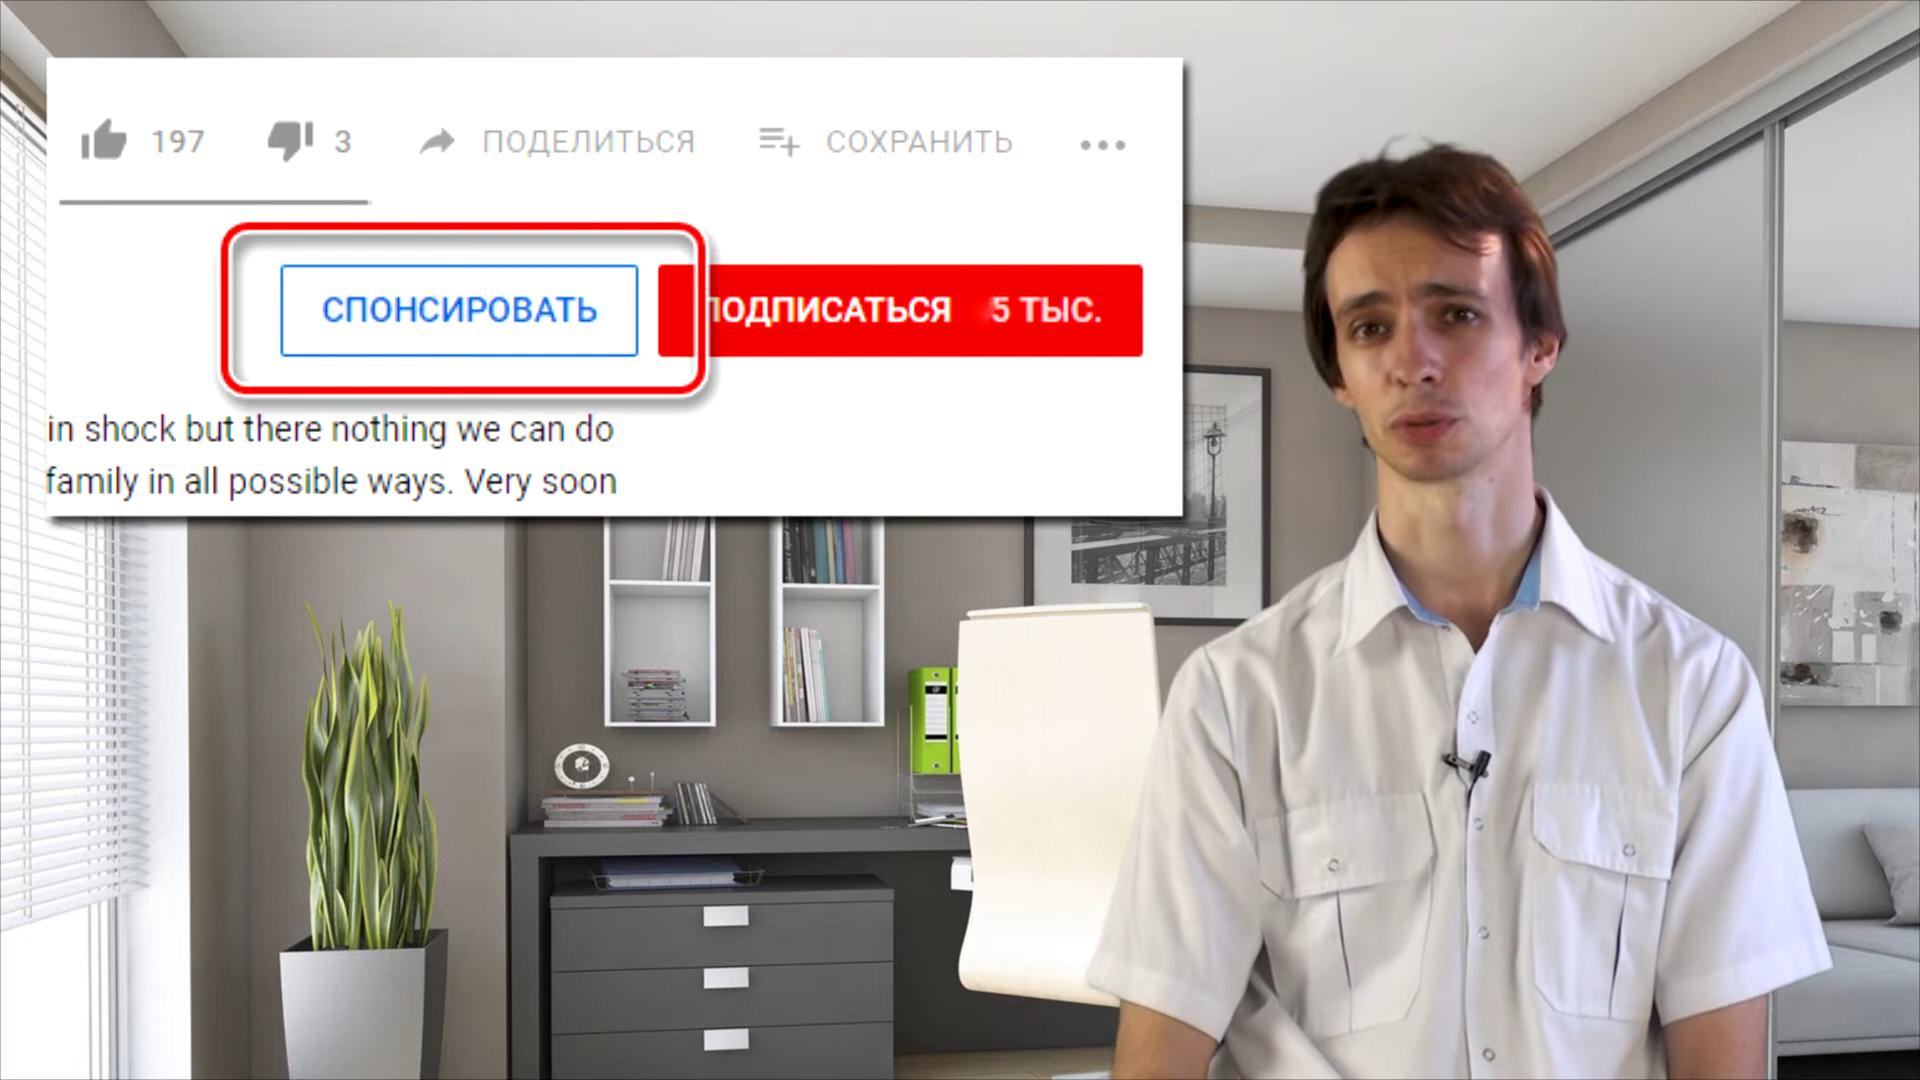 197 3 ПОДЕЛИТЬСЯ СОХРАНИТЬ
СПОНСИРОВАТЬ ПОДПИСАТЬСЯ 5 ТЫС.
in shock but there nothing we can do
family in all possible ways. Very soon